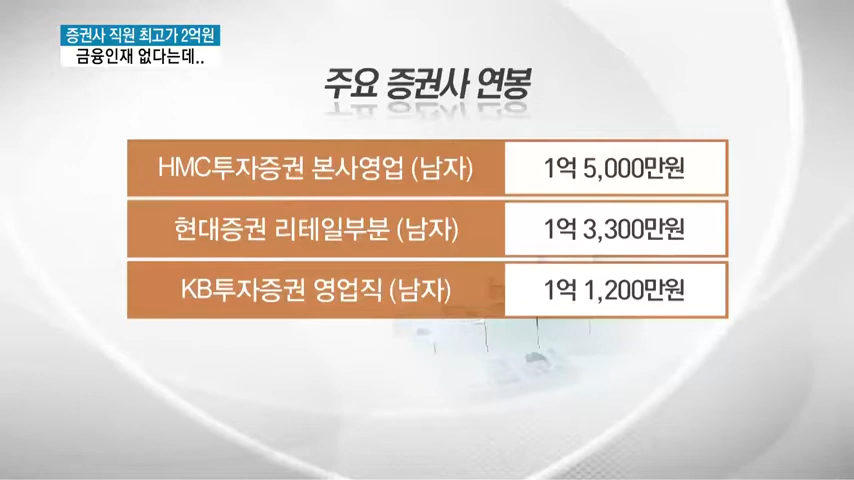 증권사 직원 최고가 2억원
금융인재 없다는데..
주요 증권사 연봉
HMC투자증권 본사영업 (남자) 1억 5,000만원
현대증권 리테일부분 (남자) 1억 3,300만원
KB투자증권 영업직 (남자) 1억 1,200만원